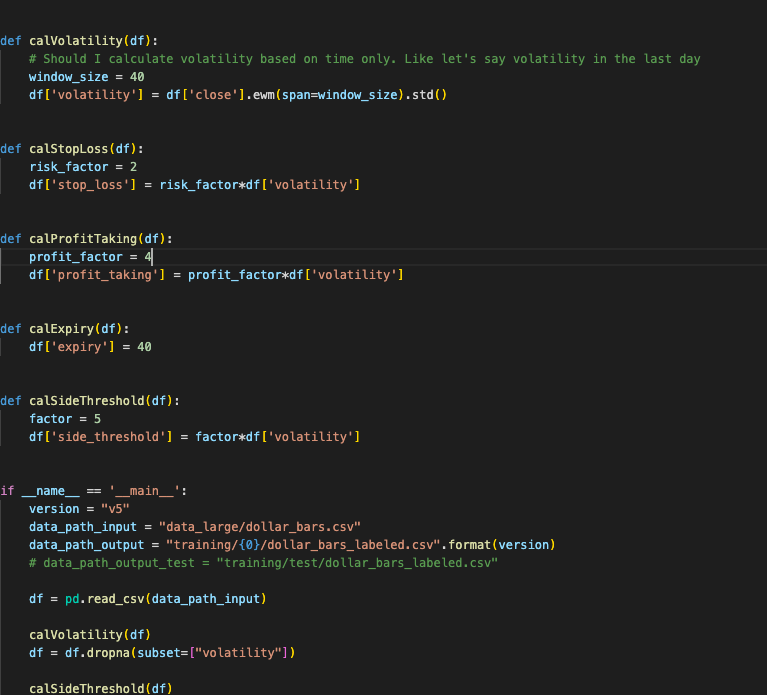 def calVolatility(df):
# Should I calculate volatility based on time only. Like let's say volatility in the last day
window_size = 40
df['volatility'] = df['close'].ewm(span=window_size).std()
def calStopLoss(df):
risk_factor = 2
df['stop_loss'] = risk_factor*df['volatility']
def calProfitTaking(df):
profit_factor = 4
df['profit_taking'] = profit_factor*df['volatility']
def calExpiry(df):
df['expiry'] = 40
def calSideThreshold(df):
factor = 5
df['side_threshold'] = factor*df['volatility']
if __name__ == '__main__':
version = "v5"
data_path_input = "data_large/dollar_bars.csv"
data_path_output = "training/{0}/dollar_bars_labeled.csv".format(version)
# data_path_output_test = "training/test/dollar_bars_labeled.csv"
df = pd.read_csv(data_path_input)
calVolatility(df)
df = df.dropna(subset=["volatility"])
calSideThreshold(df)